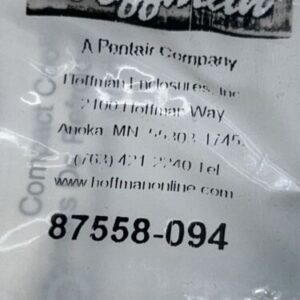 Hoffman
A Pentair Company
Hoffman Enclosures, Inc
2100 Hoffman Way
Anoka MN 55303-1745
(763) 421 2240 Tel
www.hoffmanonline.com
87558-094